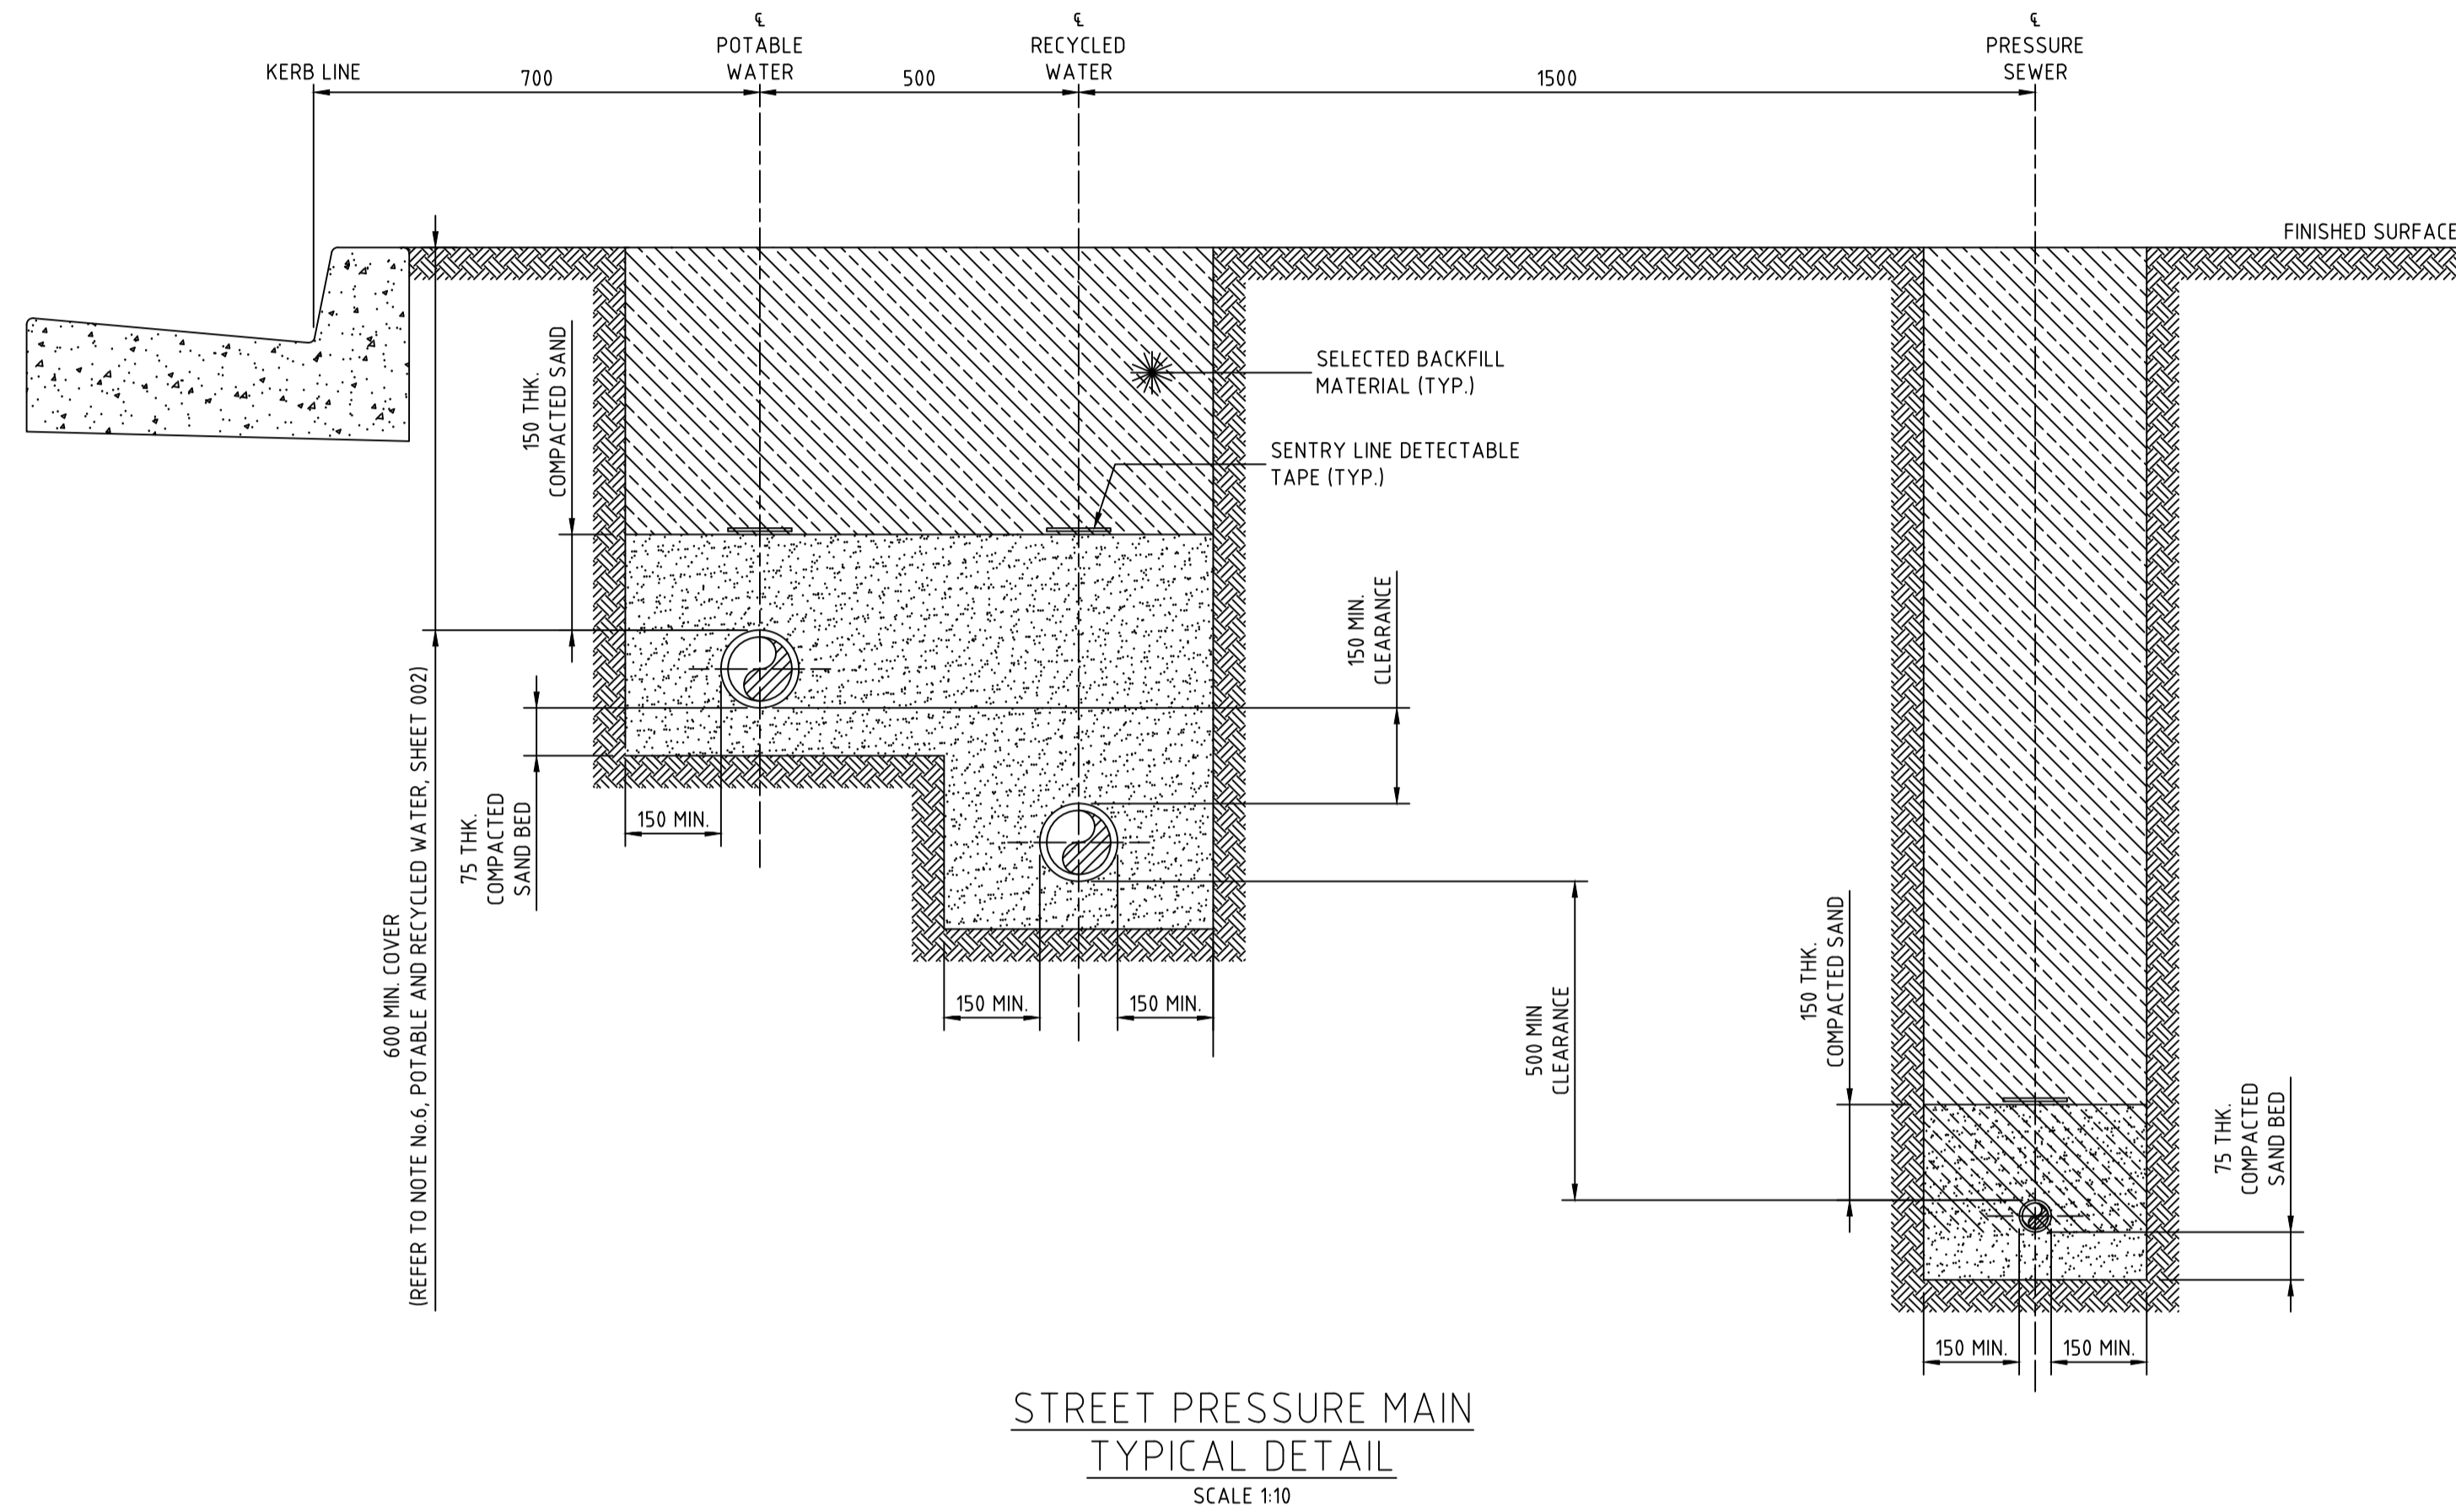 ℄
POTABLE
WATER
℄
RECYCLED
WATER
℄
PRESSURE
SEWER
KERB LINE
700
500
1500
FINISHED SURFACE
150 THK.
COMPACTED SAND
SELECTED BACKFILL
MATERIAL (TYP.)
SENTRY LINE DETECTABLE
TAPE (TYP.)
150 MIN.
CLEARANCE
600 MIN. COVER
(REFER TO NOTE No.6, POTABLE AND RECYCLED WATER, SHEET 002)
75 THK.
COMPACTED
SAND BED
150 MIN.
150 MIN.
150 MIN.
500 MIN
CLEARANCE
150 THK.
COMPACTED SAND
75 THK.
COMPACTED
SAND BED
150 MIN.
150 MIN.
STREET PRESSURE MAIN
TYPICAL DETAIL
SCALE 1:10